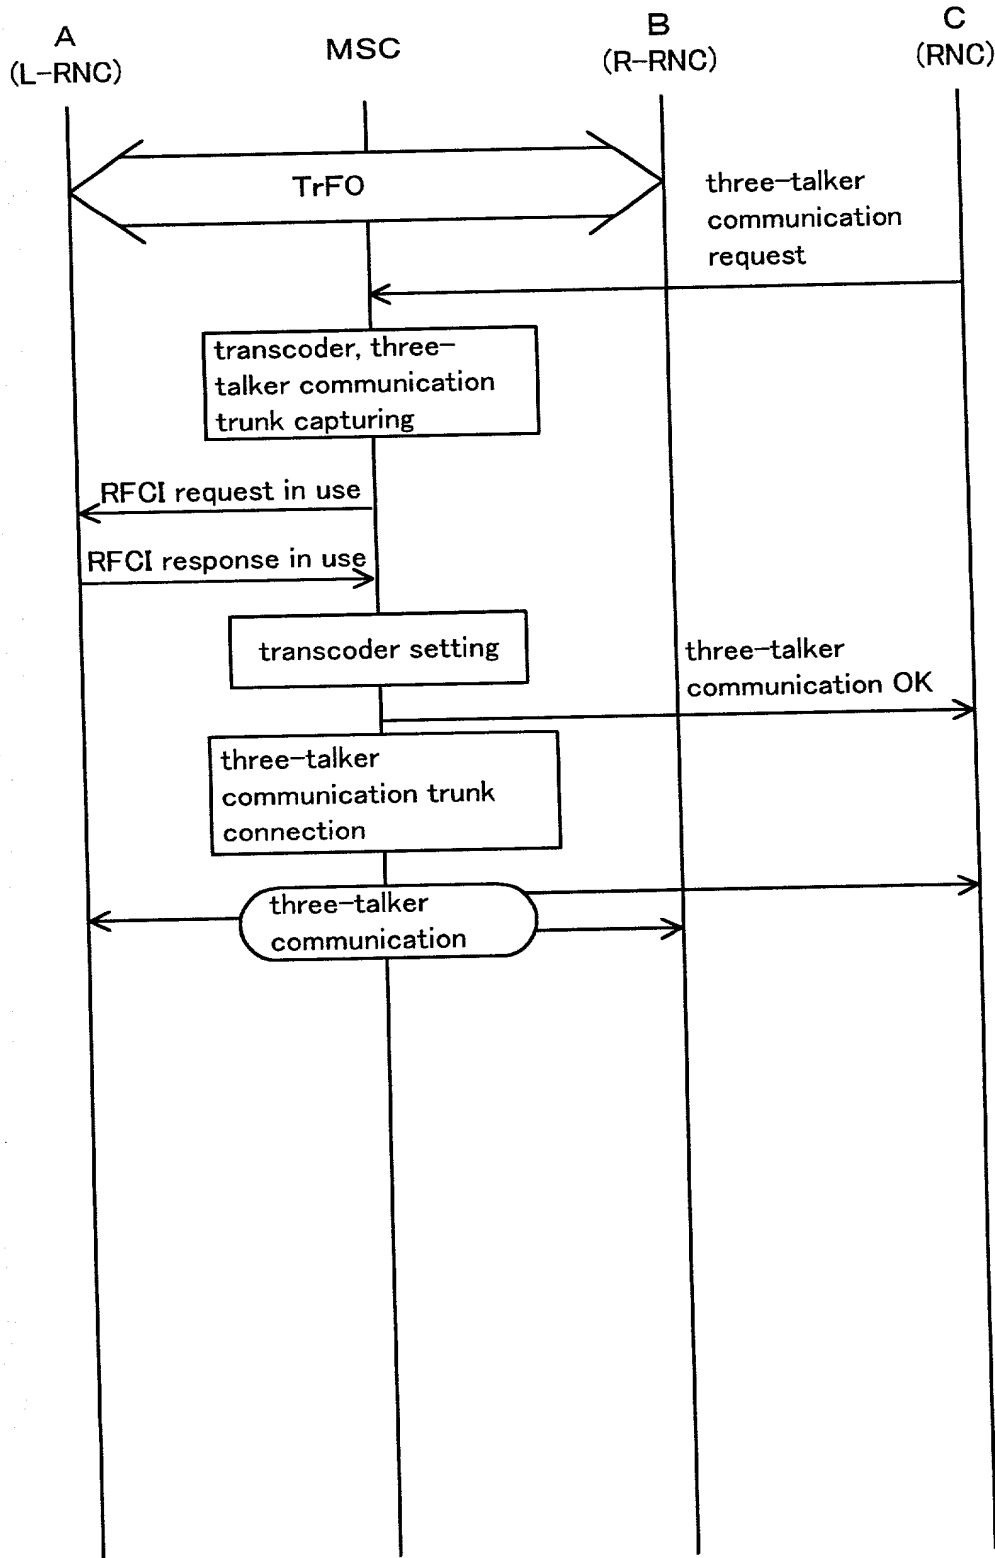 A
(L-RNC)
MSC
B
(R-RNC)
C
(RNC)
TrFO
three-talker
communication
request
transcoder, three-
talker communication
trunk capturing
RFCI request in use
RFCI response in use
transcoder setting
three-talker
communication OK
three-talker
communication trunk
connection
three-talker
communication